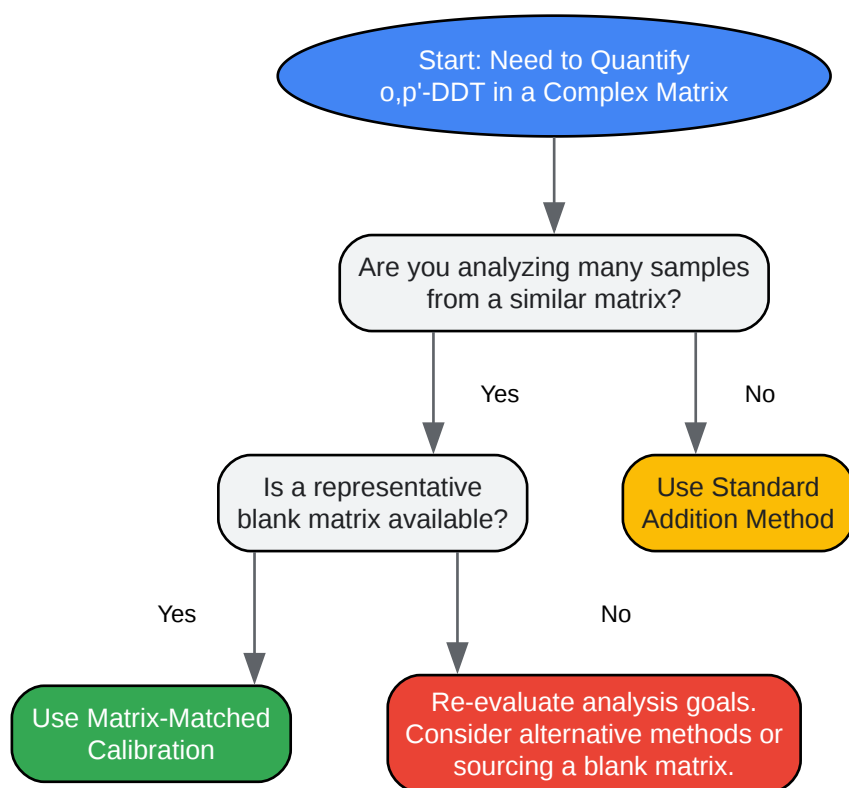 Start: Need to Quantify
o,p'-DDT in a Complex Matrix
Are you analyzing many samples
from a similar matrix?
Yes
No
Is a representative
blank matrix available?
Use Standard
Addition Method
Yes
No
Use Matrix-Matched
Calibration
Re-evaluate analysis goals.
Consider alternative methods or
sourcing a blank matrix.